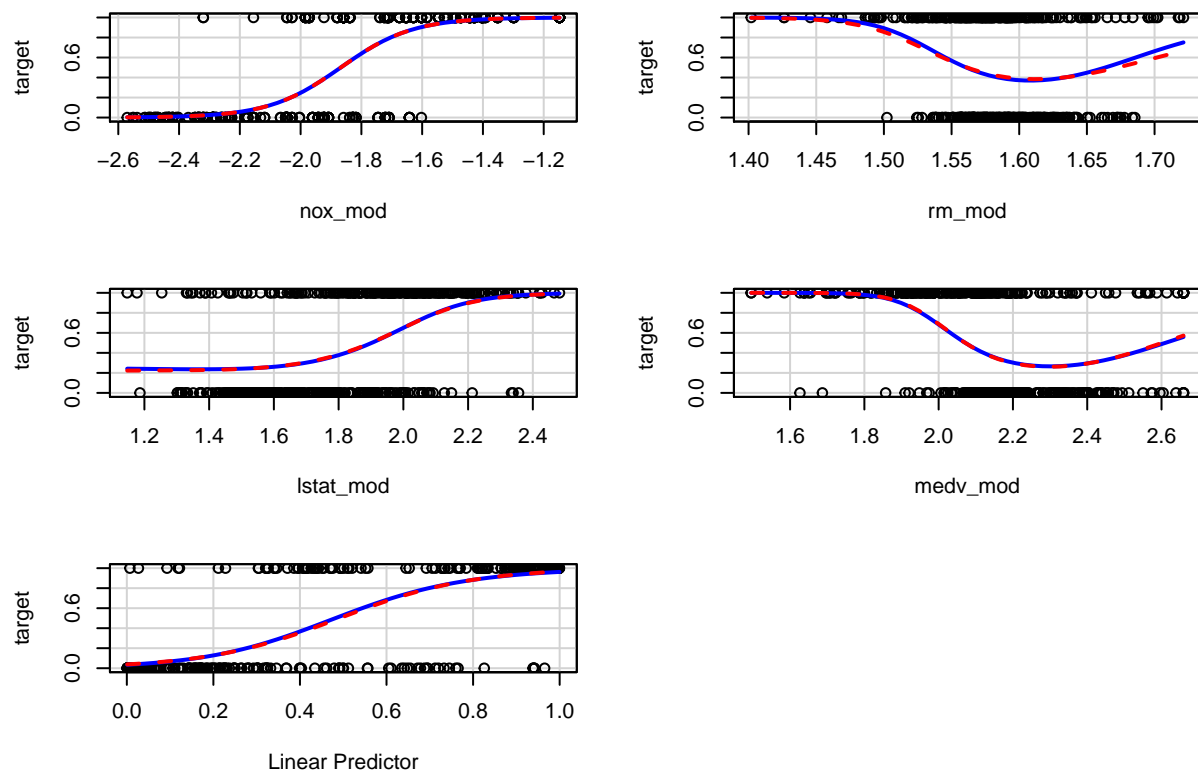 target
0.0 0.6
−2.6 −2.4 −2.2 −2.0 −1.8 −1.6 −1.4 −1.2
nox_mod
target
0.0 0.6
1.40 1.45 1.50 1.55 1.60 1.65 1.70
rm_mod
target
0.0 0.6
1.2 1.4 1.6 1.8 2.0 2.2 2.4
lstat_mod
target
0.0 0.6
1.6 1.8 2.0 2.2 2.4 2.6
medv_mod
target
0.0 0.6
0.0 0.2 0.4 0.6 0.8 1.0
Linear Predictor